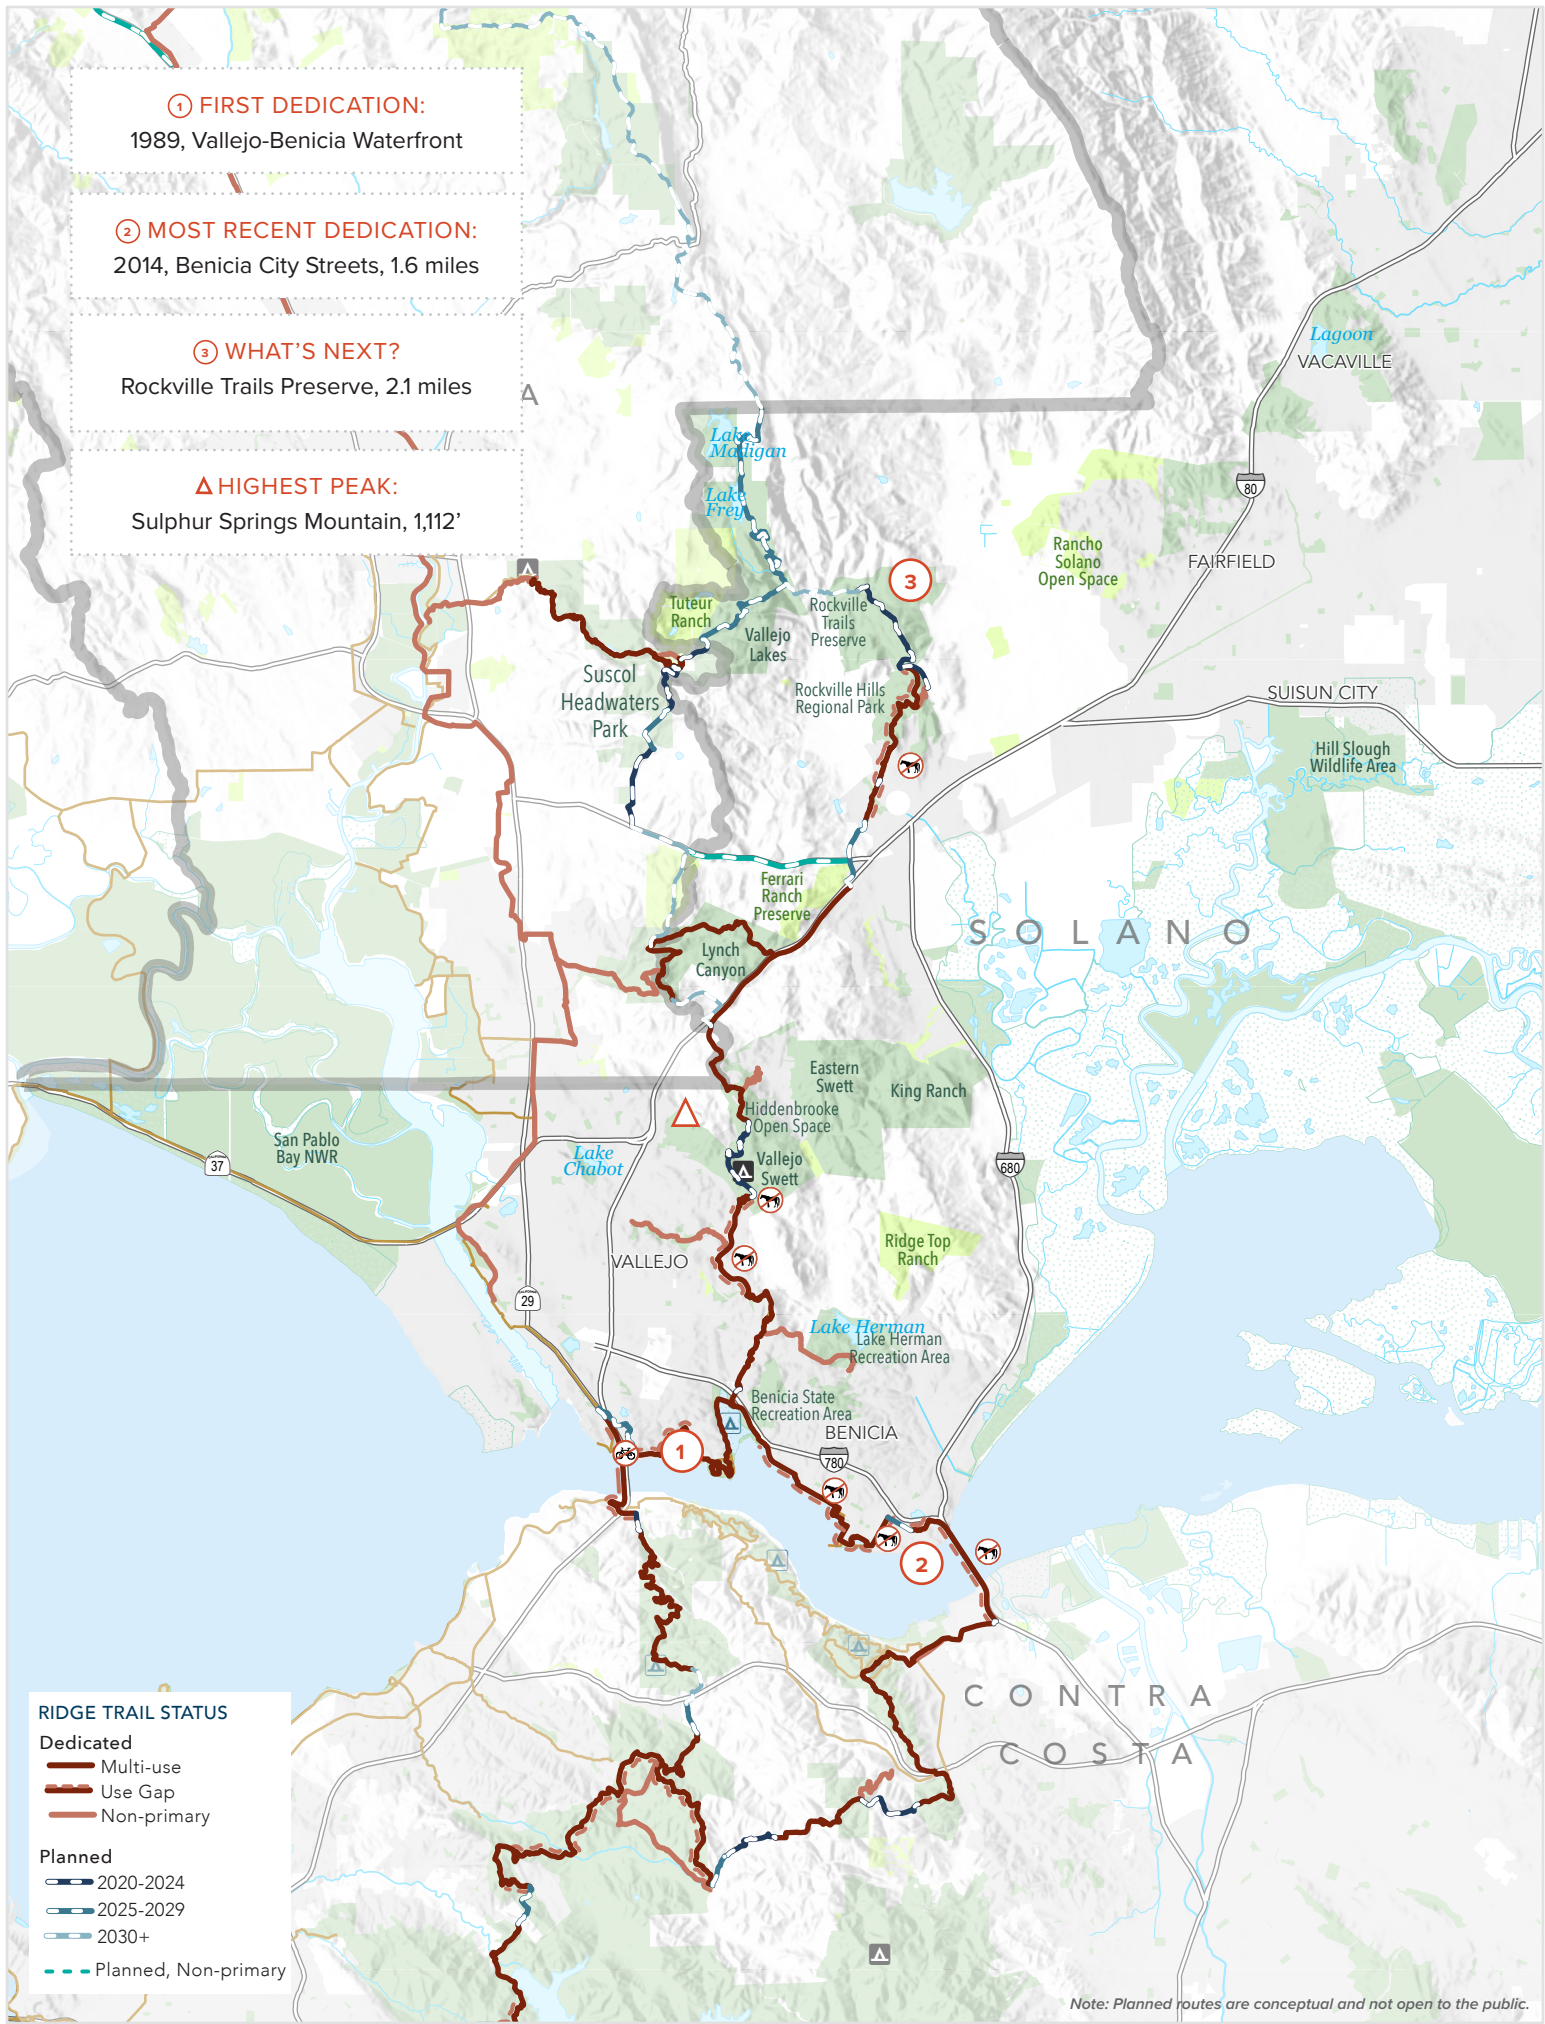 1 FIRST DEDICATION:
1989, Vallejo-Benicia Waterfront
2 MOST RECENT DEDICATION:
2014, Benicia City Streets, 1.6 miles
3 WHAT'S NEXT?
Rockville Trails Preserve, 2.1 miles
A
HIGHEST PEAK:
Sulphur Springs Mountain, 1,112'
Lagoon
VACAVILLE
Lake
Madigan
Lake
Frey
80
Rancho
Solano
Open Space
FAIRFIELD
3
Tuteur
Ranch
Rockville
Trails
Preserve
Vallejo
Lakes
Suscol
Headwaters
Park
Rockville Hills
Regional Park
SUISUN CITY
Hill Slough
Wildlife Area
Ferrari
Ranch
Preserve
SOLANO
Lynch
Canyon
Eastern
Swett
King Ranch
Hiddenbrooke
Open Space
San Pablo
Bay NWR
CALIFORNIA
37
Lake
Chabot
Vallejo
Swett
680
VALLEJO
Ridge Top
Ranch
CALIFORNIA
29
Lake Herman
Lake Herman
Recreation Area
Benicia State
Recreation Area
BENICIA
1
780
2
CONTRA
COSTA
RIDGE TRAIL STATUS
Dedicated
Multi-use
Use Gap
Non-primary
Planned
2020-2024
2025-2029
2030+
Planned, Non-primary
Note: Planned routes are conceptual and not open to the public.